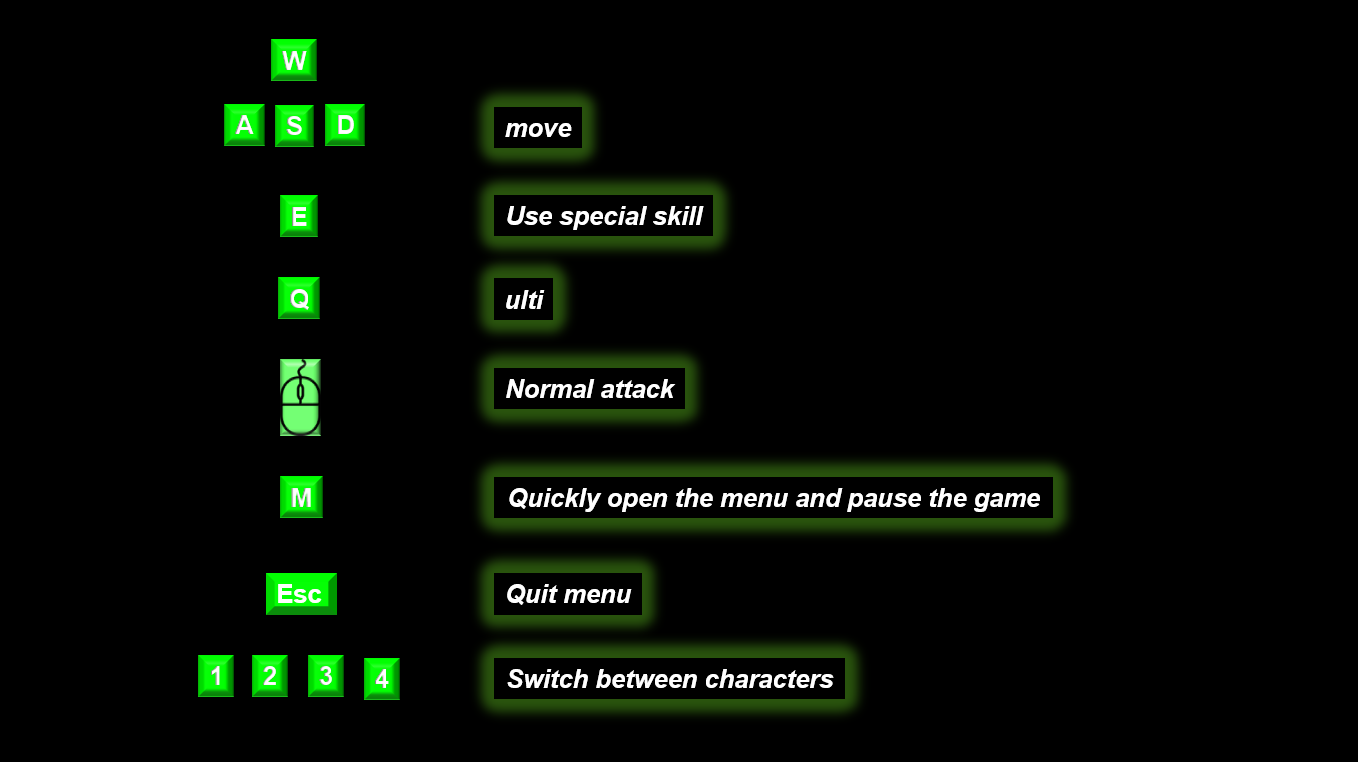 W
A S D move
E Use special skill
Q ulti
Normal attack
M Quickly open the menu and pause the game
Esc Quit menu
1 2 3 4 Switch between characters